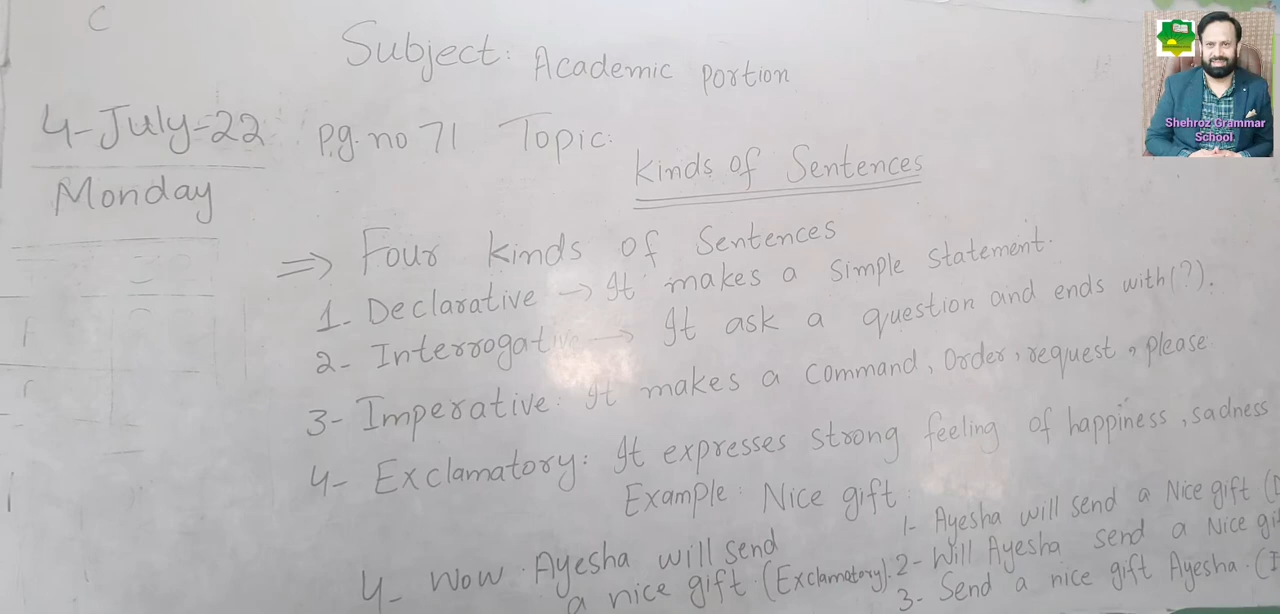 C
Subject: Academic portion
4-July-22
Monday
P.g. no 71 Topic:
Kinds of Sentences
⇒ Four kinds of Sentences
1- Declarative → It makes a simple statement.
2- Interrogative → It ask a question and ends with(?).
3- Imperative: It makes a command, order, request, please
4- Exclamatory: It expresses strong feeling of happiness, sadness
Example: Nice gift
1- Ayesha will send a Nice gift (D
2- Will Ayesha send a Nice gif
3- Send a nice gift Ayesha. (I
4- Wow. Ayesha will send
a nice gift. (Exclamatory).
Shehroz Grammar
School.